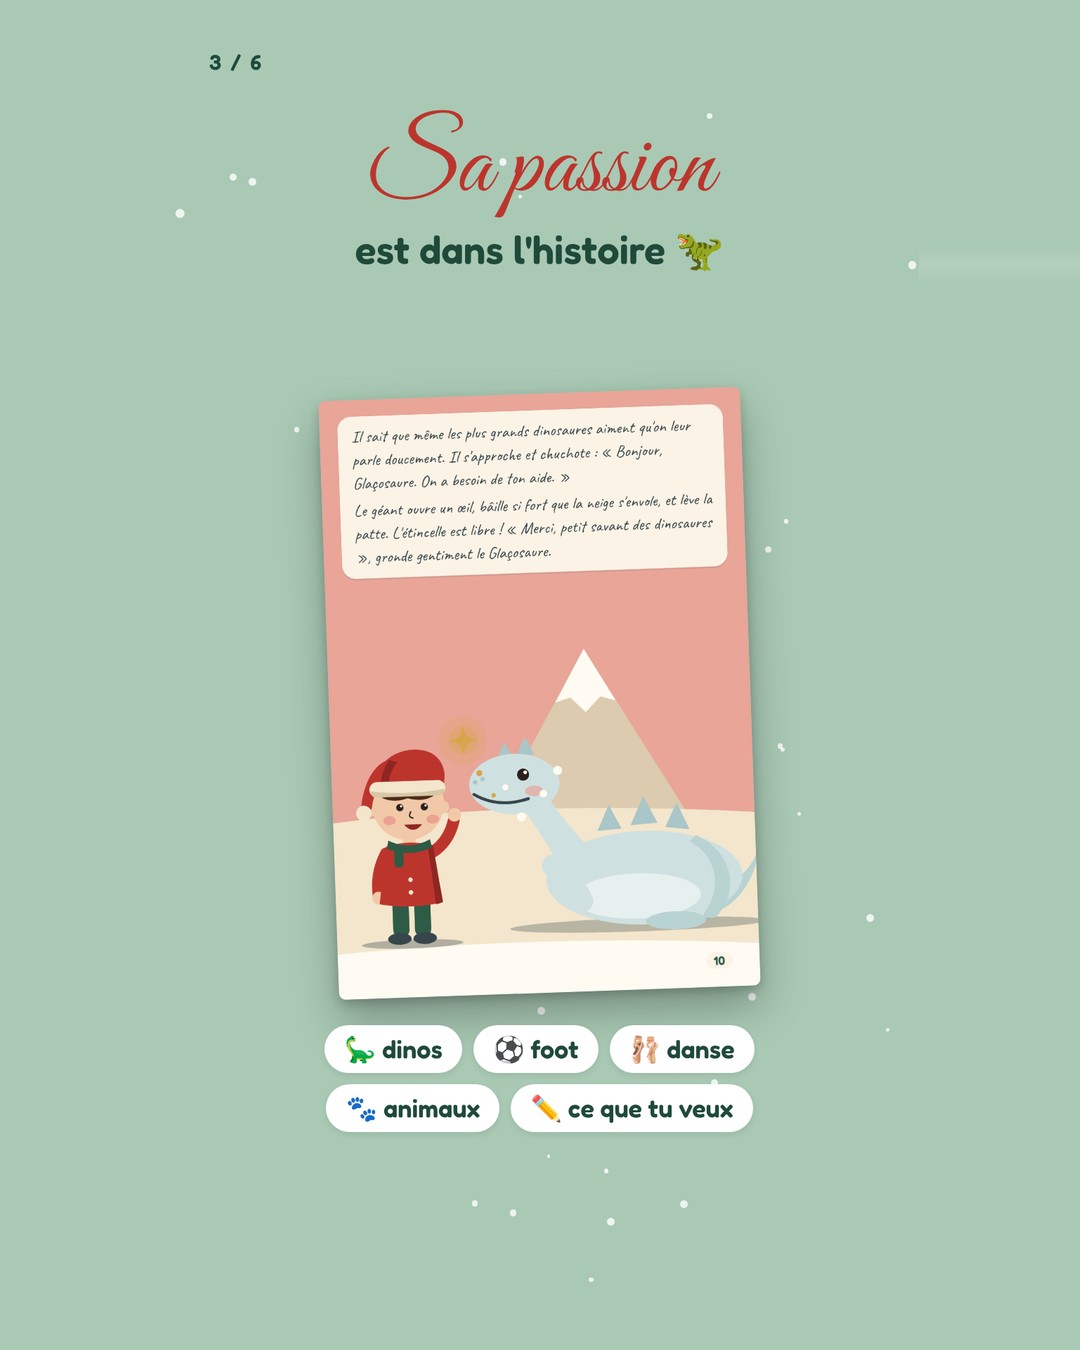 3 / 6
Sa passion
est dans l'histoire
Il sait que même les plus grands dinosaures aiment qu'on leur
parle doucement. Il s'approche et chuchote : « Bonjour,
Glaçosaure. On a besoin de ton aide. »
Le géant ouvre un œil, bâille si fort que la neige s'envole, et lève la
patte. L'étincelle est libre ! « Merci, petit savant des dinosaures
», gronde gentiment le Glaçosaure.
10
dinos
foot
danse
animaux
ce que tu veux